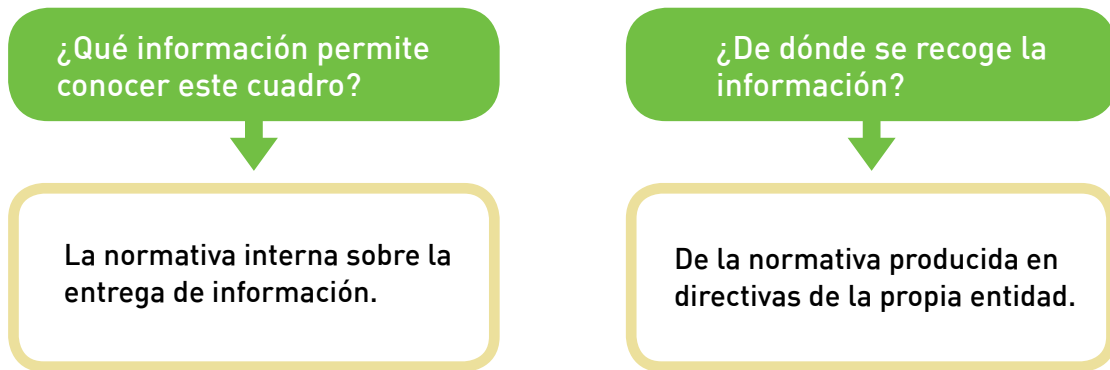 ¿Qué información permite
conocer este cuadro?
La normativa interna sobre la
entrega de información.
¿De dónde se recoge la
información?
De la normativa producida en
directivas de la propia entidad.